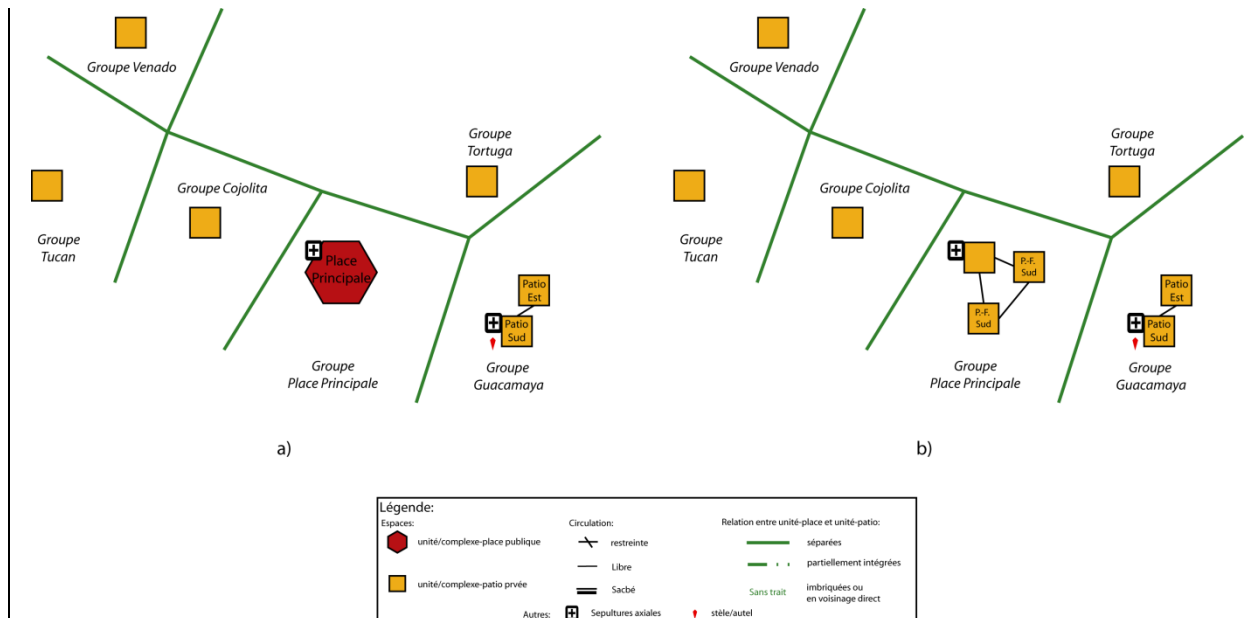 Groupe Venado
Groupe
Tortuga
Groupe Cojolita
Groupe
Tucan
Place
Principale
Patio
Est
Patio
Sud
Groupe
Place Principale
Groupe
Guacamaya
a)
Groupe Venado
Groupe
Tortuga
Groupe Cojolita
Groupe
Tucan
P.-F.
Sud
P.-F.
Sud
Patio
Est
Patio
Sud
Groupe
Place Principale
Groupe
Guacamaya
b)
Légende:
Espaces:
unité/complexe-place publique
unité/complexe-patio prvée
Circulation:
restreinte
Libre
Sacbé
Relation entre unité-place et unité-patio:
séparées
partiellement intégrées
Sans trait
imbriquées ou
en voisinage direct
Autres:
Sepultures axiales
stèle/autel